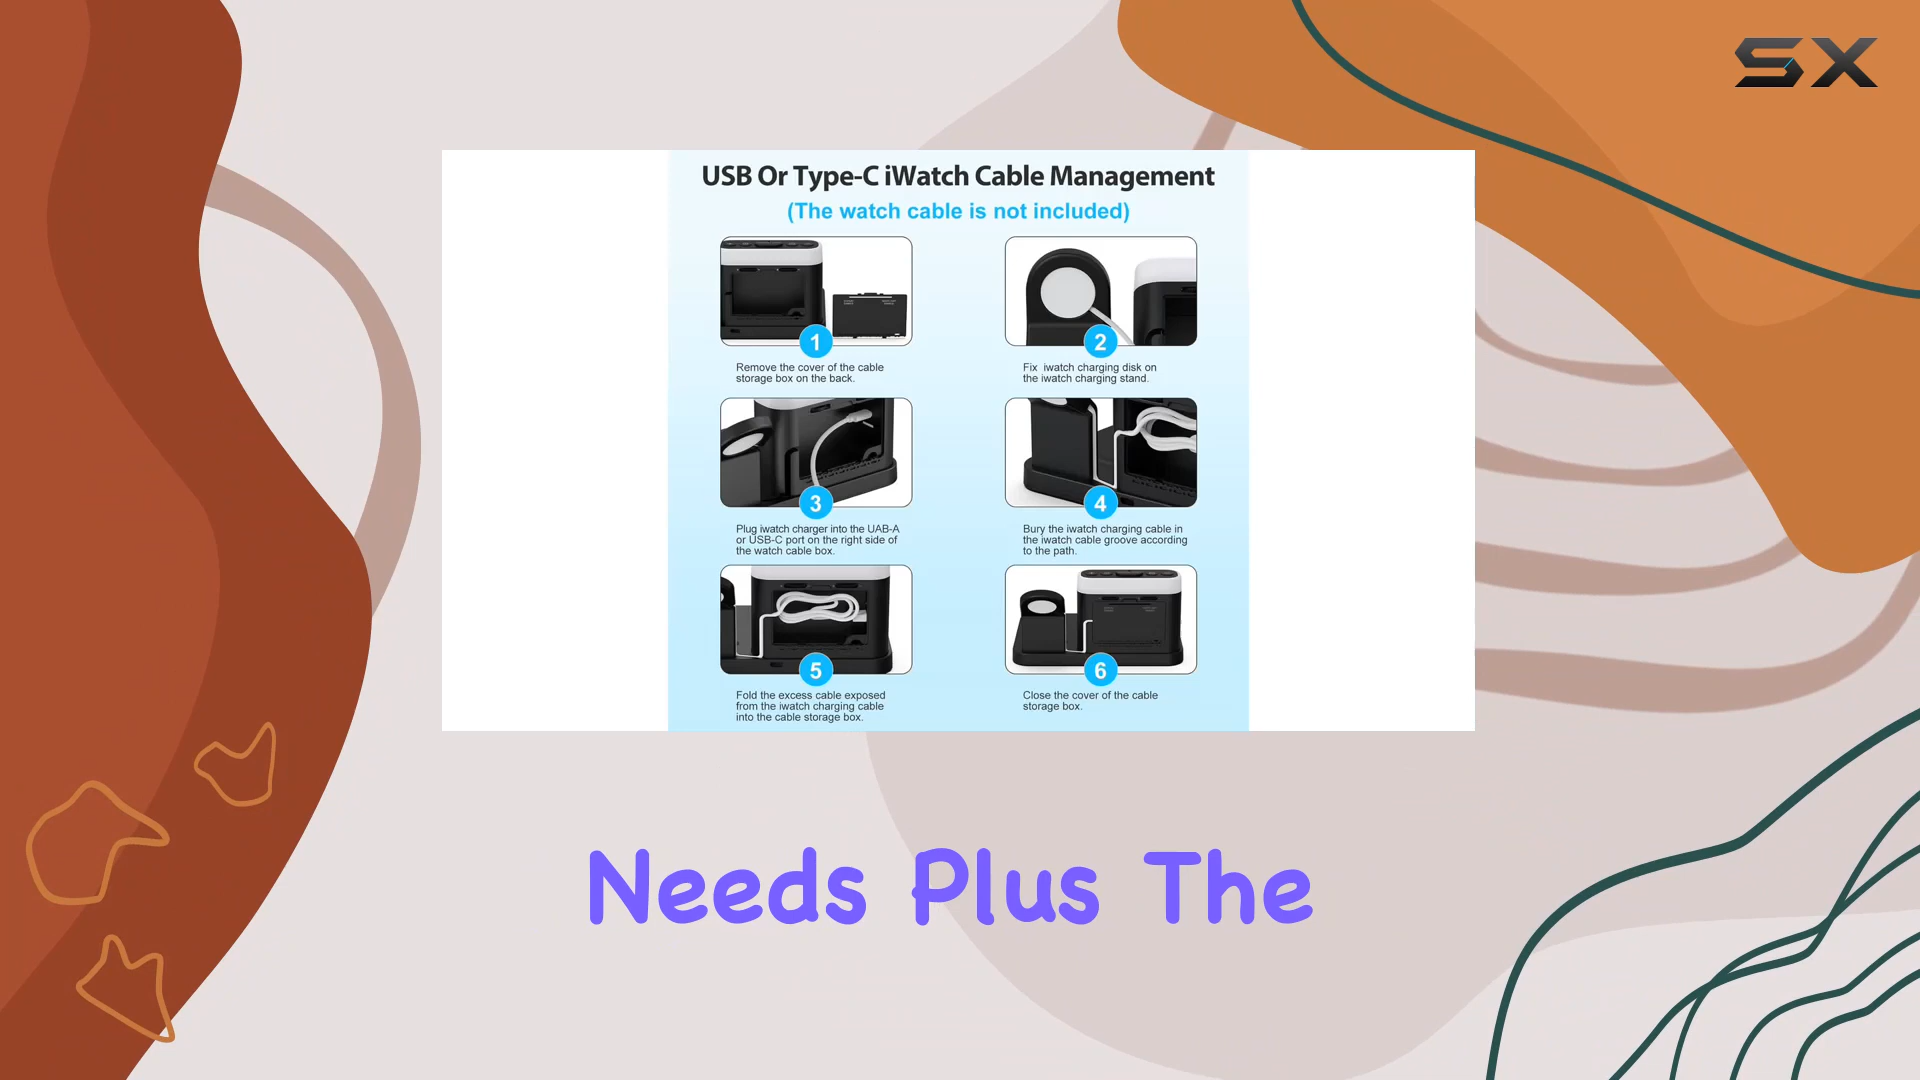 SX
USB Or Type-C iWatch Cable Management
(The watch cable is not included)
1
Remove the cover of the cable
storage box on the back.
2
Fix iwatch charging disk on
the iwatch charging stand.
3
Plug iwatch charger into the UAB-A
or USB-C port on the right side of
the watch cable box.
4
Bury the iwatch charging cable in
the iwatch cable groove according
to the path.
5
Fold the excess cable exposed
from the iwatch charging cable
into the cable storage box.
6
Close the cover of the cable
storage box.
Needs Plus The